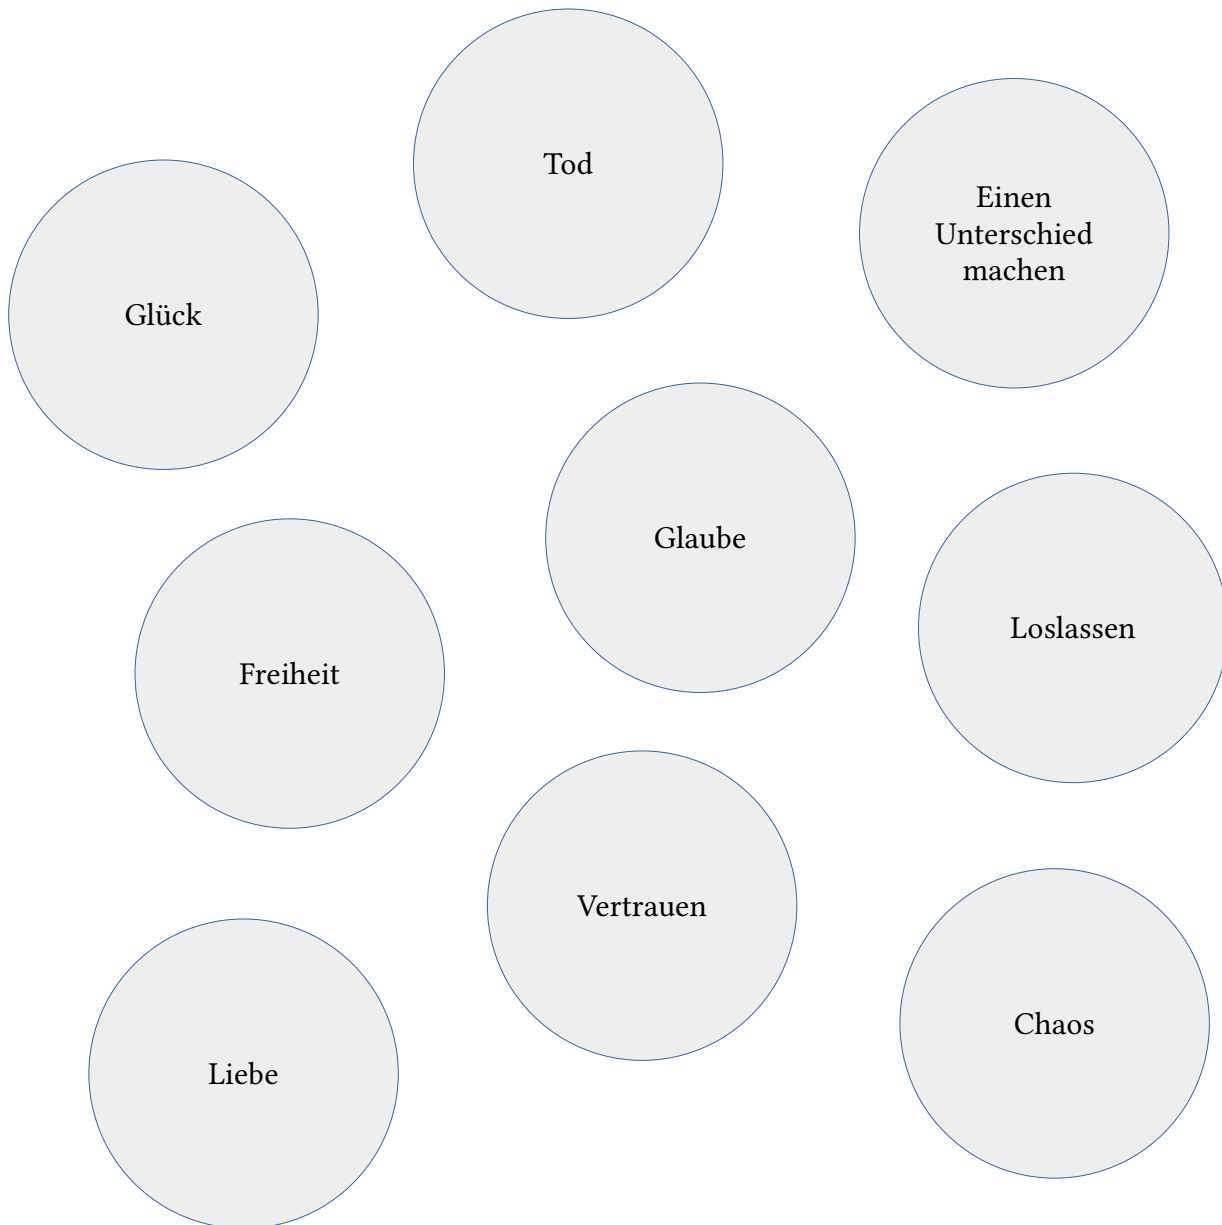 Tod
Einen
Unterschied
machen
Glück
Glaube
Loslassen
Freiheit
Vertrauen
Chaos
Liebe